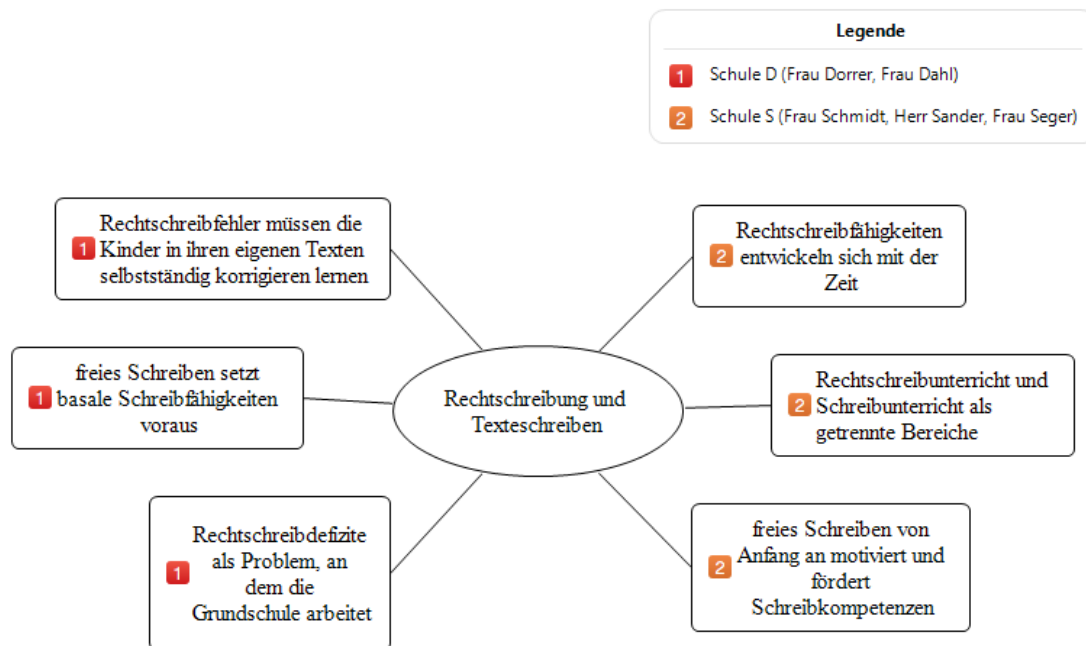 Legende
1 Schule D (Frau Dorrer, Frau Dahl)
2 Schule S (Frau Schmidt, Herr Sander, Frau Seger)
Rechtschreibfehler müssen die
1 Kinder in ihren eigenen Texten
selbstständig korrigieren lernen
Rechtschreibfähigkeiten
2 entwickeln sich mit der
Zeit
freies Schreiben setzt
1 basale Schreibfähigkeiten
voraus
Rechtschreibung und
Texteschreiben
Rechtschreibunterricht und
2 Schreibunterricht als
getrennte Bereiche
Rechtschreibdefizite
als Problem, an
1 dem die
Grundschule arbeitet
freies Schreiben von
Anfang an motiviert und
2 fördert
Schreibkompetenzen